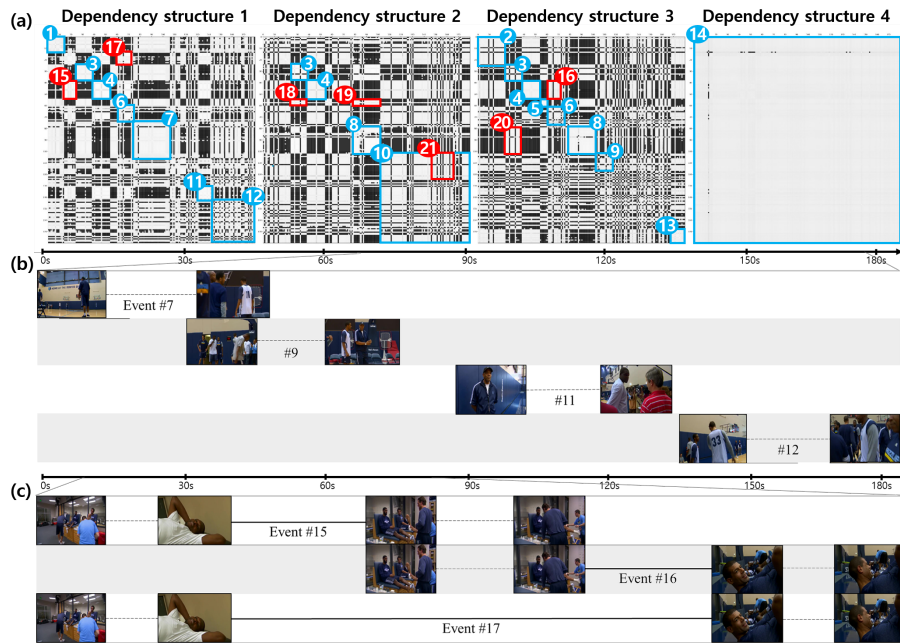 (a) Dependency structure 1 Dependency structure 2 Dependency structure 3 Dependency structure 4
1 17 3 15 4 6 7 11 12
3 4 18 19 8 10 21
2 3 16 4 5 6 20 8 9 13
14
0s 30s 60s 90s 120s 150s 180s
(b)
Event #7
#9
#11
33
#12
0s 30s 60s 90s 120s 150s 180s
(c)
Event #15
Event #16
Event #17